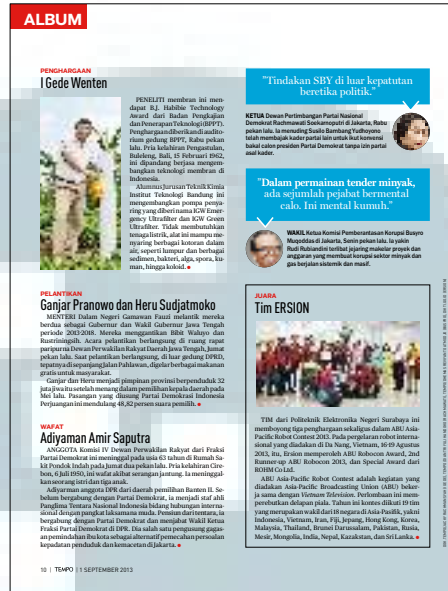 ALBUM
PENGHARGAAN
I Gede Wenten
PENELITI membran ini men-
dapat B.J. Habibie Technology
Award dari Badan Pengkajian
dan Penerapan Teknologi (BPPT).
Penghargaan diberikan di audito-
rium gedung BPPT, Rabu pekan
lalu. Pria kelahiran Pengastulan,
Buleleng, Bali, 15 Februari 1962,
ini dipandang berjasa mengem-
bangkan teknologi membran di
Indonesia.
Alumnus Jurusan Teknik Kimia
Institut Teknologi Bandung ini
mengembangkan pompa penya-
ring yang diberi nama IGW Emer-
gency Ultrafilter dan IGW Green
Ultrafilter. Tidak membutuhkan
tenaga listrik, alat ini mampu me-
nyaring berbagai kotoran dalam
air, seperti lumpur dan berbagai
sedimen, bakteri, alga, spora, ku-
man, hingga koloid.
PELANTIKAN
Ganjar Pranowo dan Heru Sudjatmoko
MENTERI Dalam Negeri Gamawan Fauzi melantik mereka
berdua sebagai Gubernur dan Wakil Gubernur Jawa Tengah
periode 2013-2018. Mereka menggantikan Bibit Waluyo dan
Rustriningsih. Acara pelantikan berlangsung di ruang rapat
paripurna Dewan Perwakilan Rakyat Daerah Jawa Tengah, Jumat
pekan lalu. Saat pelantikan berlangsung, di luar gedung DPRD,
tepatnya di sepanjang Jalan Pahlawan, digelar berbagai makanan
gratis untuk masyarakat.
Ganjar dan Heru menjadi pimpinan provinsi berpenduduk 32
juta jiwa itu setelah menang dalam pemilihan kepala daerah pada
Mei lalu. Pasangan yang diusung Partai Demokrasi Indonesia
Perjuangan ini mendulang 48,82 persen suara pemilih.
WAFAT
Adiyaman Amir Saputra
ANGGOTA Komisi IV Dewan Perwakilan Rakyat dari Fraksi
Partai Demokrat ini meninggal pada usia 63 tahun di Rumah Sa-
kit Pondok Indah pada Jumat dua pekan lalu. Pria kelahiran Cire-
bon, 6 Juli 1950, ini wafat akibat serangan jantung. Ia meninggal-
kan seorang istri dan tiga anak.
Adiyaman anggota DPR dari daerah pemilihan Banten II. Se-
belum bergabung dengan Partai Demokrat, ia menjadi staf ahli
Panglima Tentara Nasional Indonesia bidang hubungan internasi-
onal dengan pangkat laksamana muda. Pensiun dari tentara, ia
bergabung dengan Partai Demokrat dan menjabat Wakil Ketua
Fraksi Partai Demokrat di DPR. Dia salah satu pengusung gagas-
an pemindahan ibu kota sebagai alternatif pemecahan persoalan
kepadatan penduduk dan kemacetan di Jakarta.
"Tindakan SBY di luar kepatutan
beretika politik."
KETUA Dewan Pertimbangan Partai Nasional
Demokrat Rachmawati Soekarnoputri di Jakarta, Rabu
pekan lalu. Ia menuding Susilo Bambang Yudhoyono
telah membajak kader partai lain untuk ikut konvensi
bakal calon presiden Partai Demokrat tanpa izin partai
asal kader.
"Dalam permainan tender minyak,
ada sejumlah pejabat bermental
calo. Ini mental kumuh."
WAKIL Ketua Komisi Pemberantasan Korupsi Busyro
Muqoddas di Jakarta, Senin pekan lalu. Ia yakin
Rudi Rubiandini terlibat jejaring makelar proyek dan
anggaran yang membuat korupsi sektor minyak dan
gas berjalan sistemik dan masif.
JUARA
Tim ERSION
TIM dari Politeknik Elektronika Negeri Surabaya ini
memboyong tiga penghargaan sekaligus dalam ABU Asia-
Pacific Robot Contest 2013. Pada pergelaran robot interna-
sional yang diadakan di Da Nang, Vietnam, 16-19 Agustus
2013, itu, Ersion memperoleh ABU Robocon Award, 2nd
Runner-up ABU Robocon 2013, dan Special Award dari
ROHM Co Ltd.
ABU Asia-Pacific Robot Contest adalah kegiatan yang
diadakan Asia-Pacific Broadcasting Union (ABU) beker-
ja sama dengan Vietnam Television. Perlombaan ini mem-
perebutkan delapan piala. Tahun ini kontes diikuti 19 tim
yang merupakan wakil dari 18 negara di Asia-Pasifik, yakni
Indonesia, Vietnam, Iran, Fiji, Jepang, Hong Kong, Korea,
Malaysia, Thailand, Brunei Darussalam, Pakistan, Rusia,
Mesir, Mongolia, India, Nepal, Kazakstan, dan Sri Lanka.
10 | TEMPO | 1 SEPTEMBER 2013